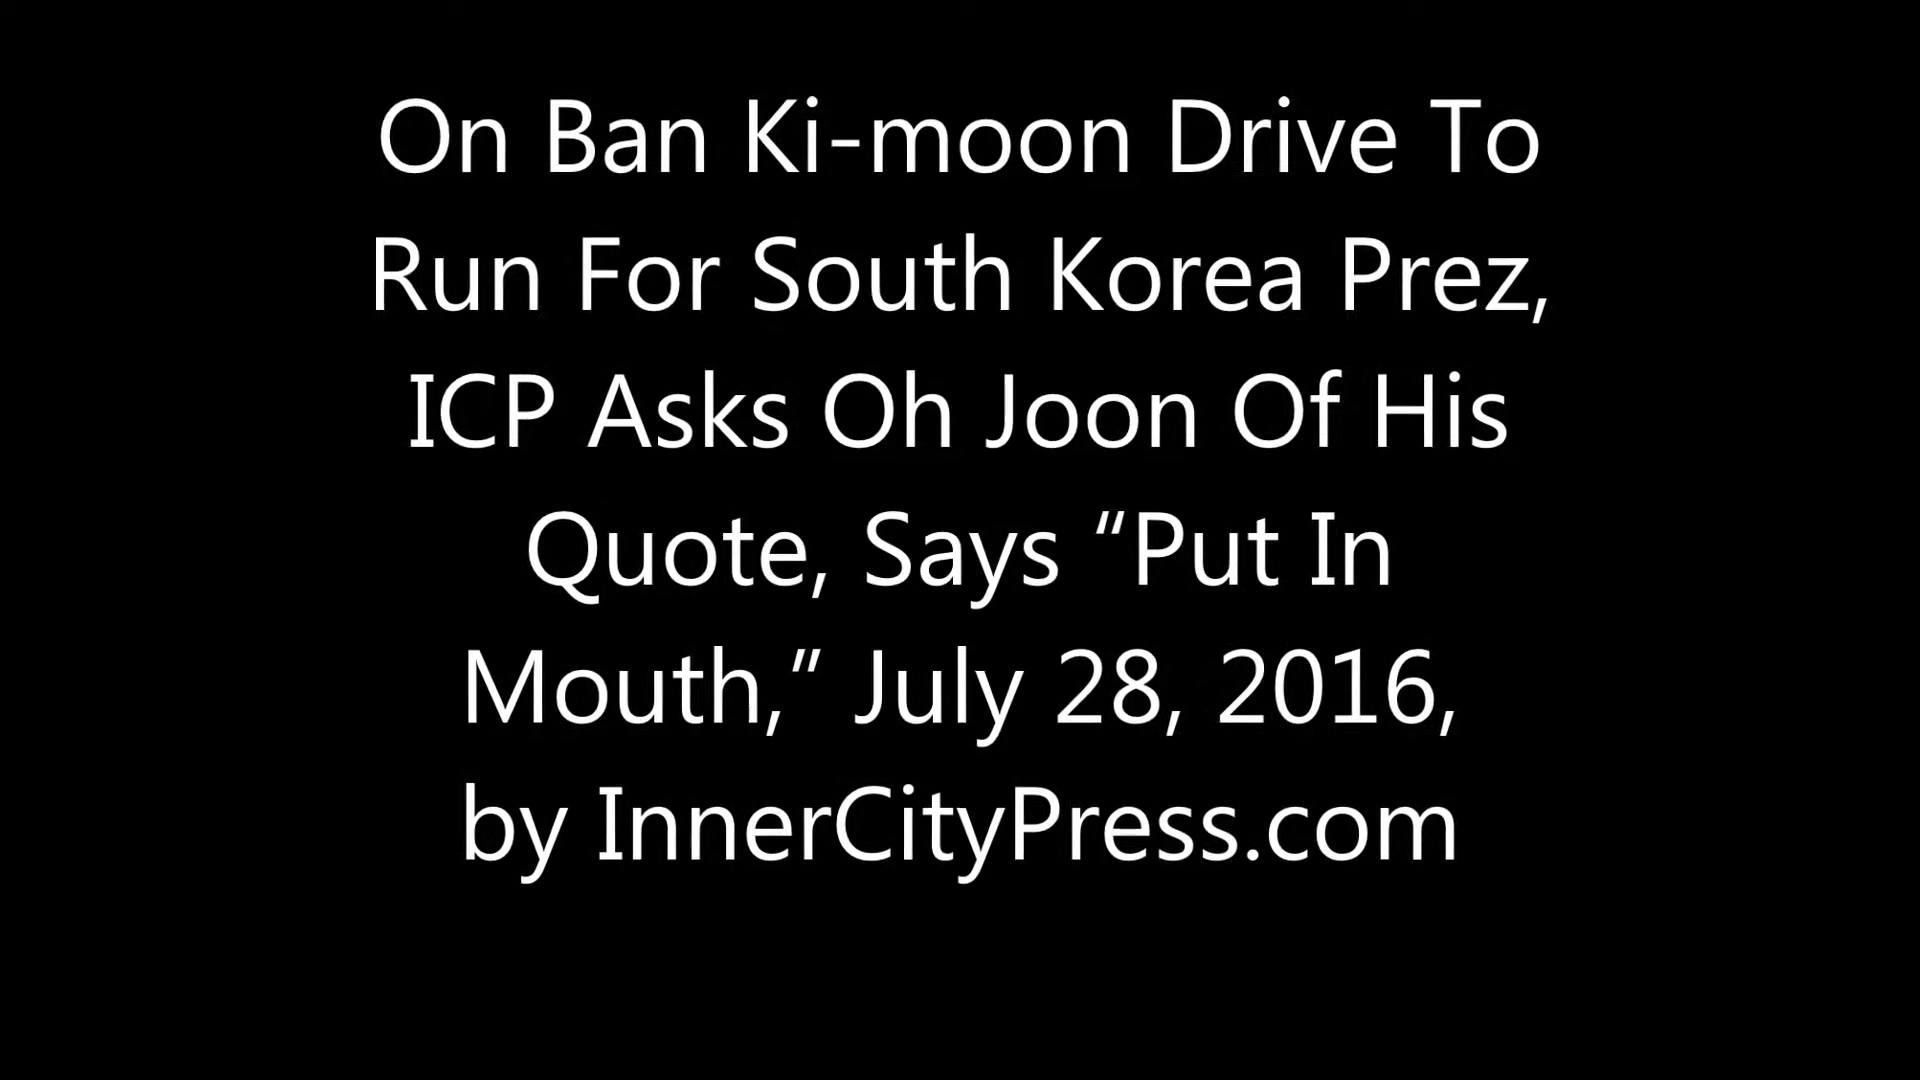 On Ban Ki-moon Drive To
Run For South Korea Prez,
ICP Asks Oh Joon Of His
Quote, Says “Put In
Mouth,” July 28, 2016,
by InnerCityPress.com